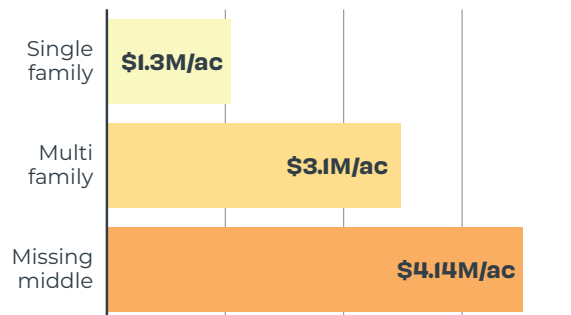 Single
family
$1.3M/ac
Multi
family
$3.1M/ac
Missing
middle
$4.14M/ac